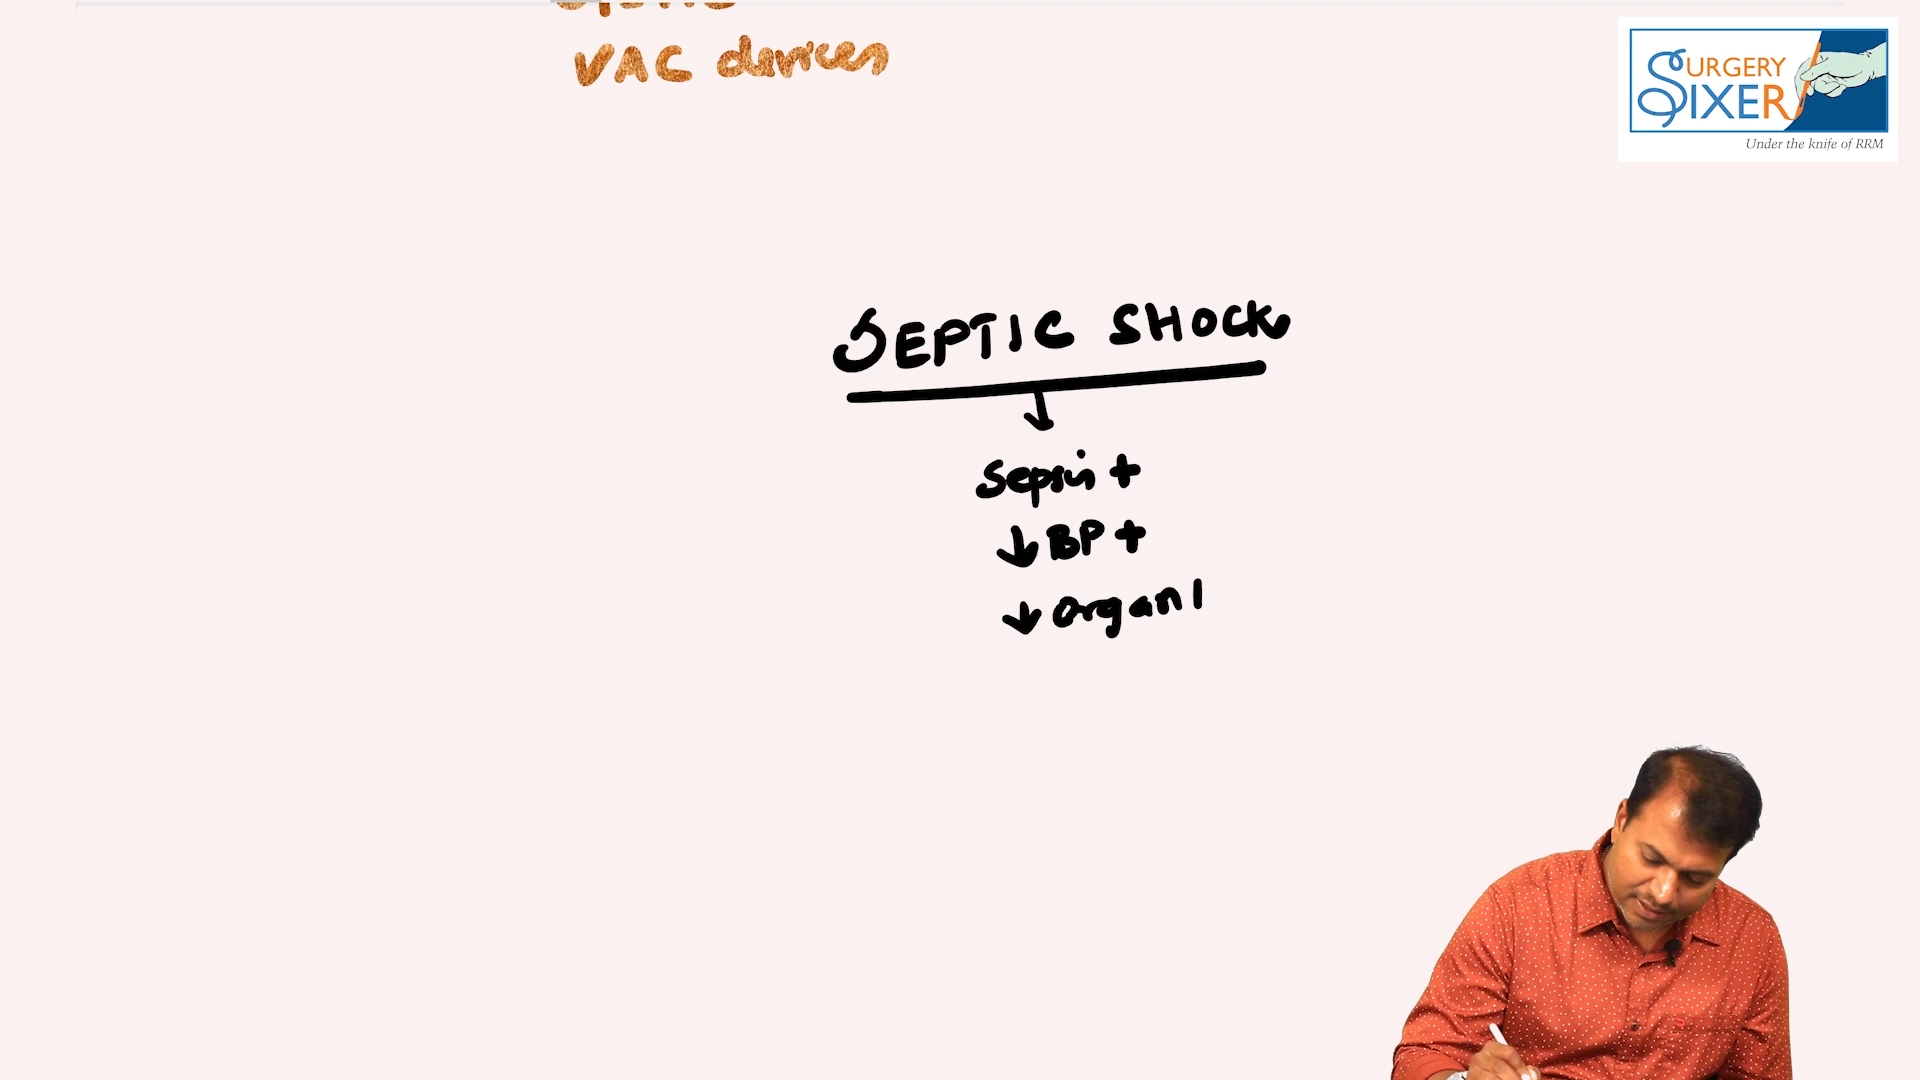 VAC devices
SURGERY
SIXER
Under the knife of RRM
SEPTIC SHOCK
↓
Sepsis +
↓ BP +
↓ Organ